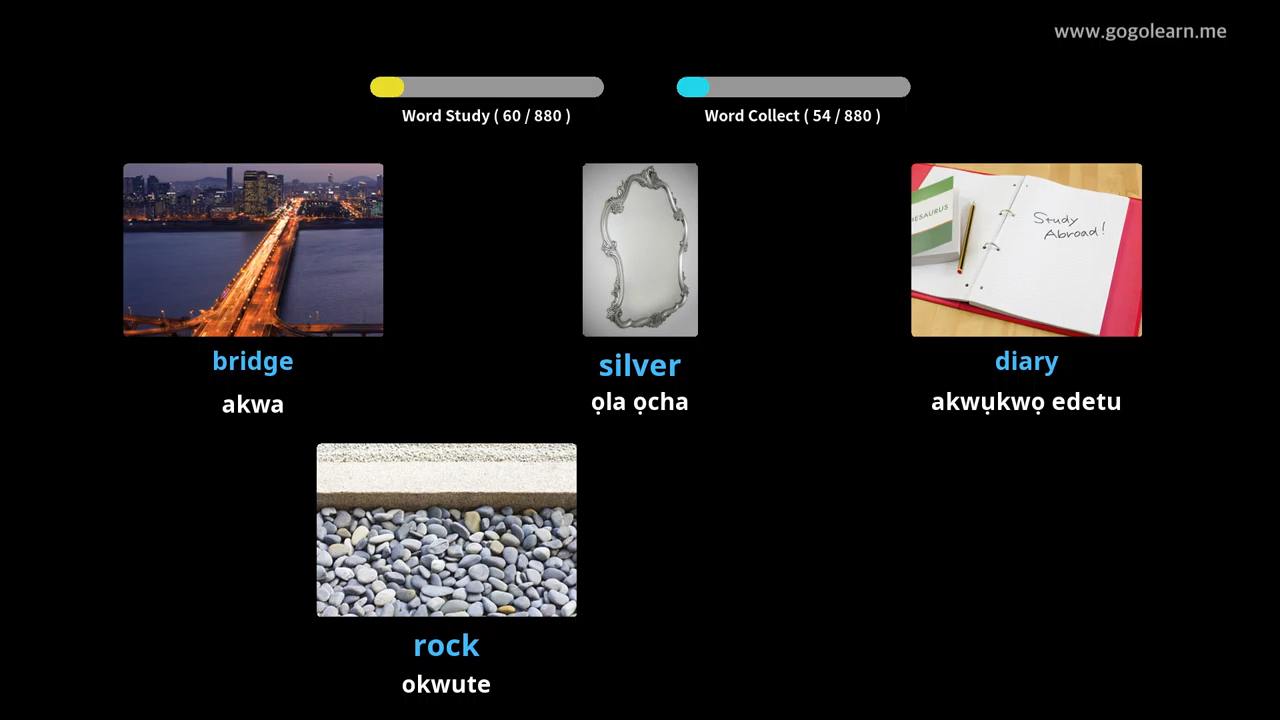 www.gogolearn.me
Word Study ( 60 / 880 )
Word Collect ( 54 / 880 )
Study
Abroad!
bridge
silver
diary
akwa
ọla ọcha
akwụkwọ edetu
rock
okwute